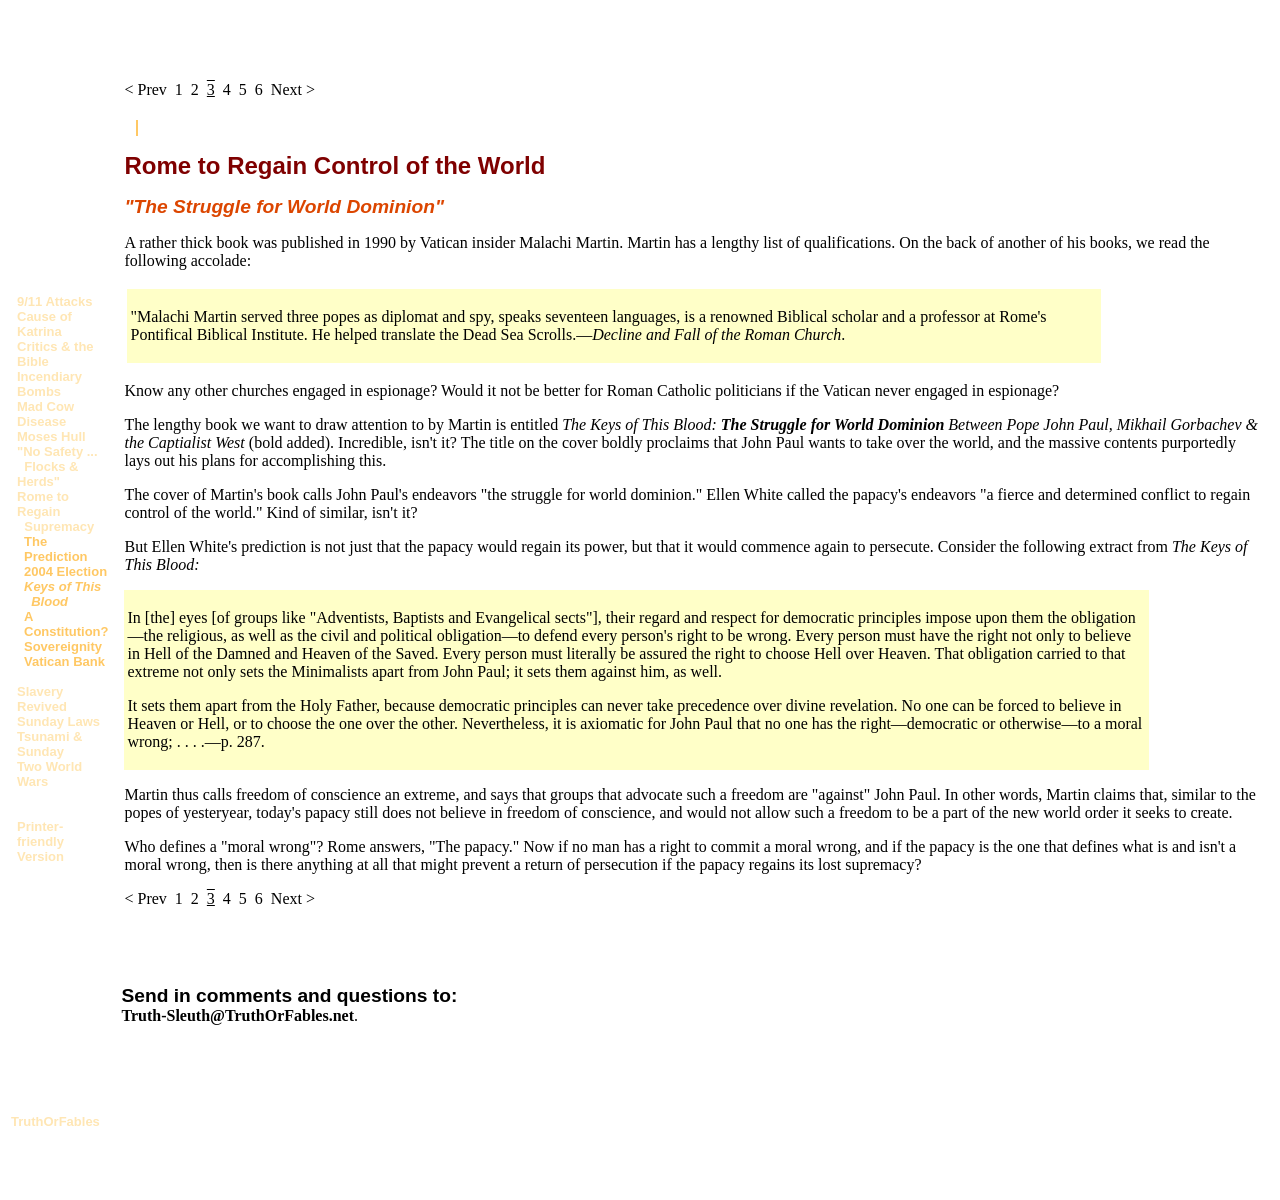 < Prev 1 2 3 4 5 6 Next >
|
Rome to Regain Control of the World
"The Struggle for World Dominion"
A rather thick book was published in 1990 by Vatican insider Malachi Martin. Martin has a lengthy list of qualifications. On the back of another of his books, we read the
following accolade:
"Malachi Martin served three popes as diplomat and spy, speaks seventeen languages, is a renowned Biblical scholar and a professor at Rome's
Pontifical Biblical Institute. He helped translate the Dead Sea Scrolls.—Decline and Fall of the Roman Church.
Know any other churches engaged in espionage? Would it not be better for Roman Catholic politicians if the Vatican never engaged in espionage?
The lengthy book we want to draw attention to by Martin is entitled The Keys of This Blood: The Struggle for World Dominion Between Pope John Paul, Mikhail Gorbachev &
the Captialist West (bold added). Incredible, isn't it? The title on the cover boldly proclaims that John Paul wants to take over the world, and the massive contents purportedly
lays out his plans for accomplishing this.
The cover of Martin's book calls John Paul's endeavors "the struggle for world dominion." Ellen White called the papacy's endeavors "a fierce and determined conflict to regain
control of the world." Kind of similar, isn't it?
But Ellen White's prediction is not just that the papacy would regain its power, but that it would commence again to persecute. Consider the following extract from The Keys of
This Blood:
In [the] eyes [of groups like "Adventists, Baptists and Evangelical sects"], their regard and respect for democratic principles impose upon them the obligation
—the religious, as well as the civil and political obligation—to defend every person's right to be wrong. Every person must have the right not only to believe
in Hell of the Damned and Heaven of the Saved. Every person must literally be assured the right to choose Hell over Heaven. That obligation carried to that
extreme not only sets the Minimalists apart from John Paul; it sets them against him, as well.
It sets them apart from the Holy Father, because democratic principles can never take precedence over divine revelation. No one can be forced to believe in
Heaven or Hell, or to choose the one over the other. Nevertheless, it is axiomatic for John Paul that no one has the right—democratic or otherwise—to a moral
wrong; . . . .—p. 287.
Martin thus calls freedom of conscience an extreme, and says that groups that advocate such a freedom are "against" John Paul. In other words, Martin claims that, similar to the
popes of yesteryear, today's papacy still does not believe in freedom of conscience, and would not allow such a freedom to be a part of the new world order it seeks to create.
Who defines a "moral wrong"? Rome answers, "The papacy." Now if no man has a right to commit a moral wrong, and if the papacy is the one that defines what is and isn't a
moral wrong, then is there anything at all that might prevent a return of persecution if the papacy regains its lost supremacy?
< Prev 1 2 3 4 5 6 Next >
9/11 Attacks
Cause of
Katrina
Critics & the
Bible
Incendiary
Bombs
Mad Cow
Disease
Moses Hull
"No Safety ...
Flocks &
Herds"
Rome to
Regain
Supremacy
The
Prediction
2004 Election
Keys of This
Blood
A
Constitution?
Sovereignity
Vatican Bank
Slavery
Revived
Sunday Laws
Tsunami &
Sunday
Two World
Wars
Printer-
friendly
Version
Send in comments and questions to:
Truth-Sleuth@TruthOrFables.net.
TruthOrFables